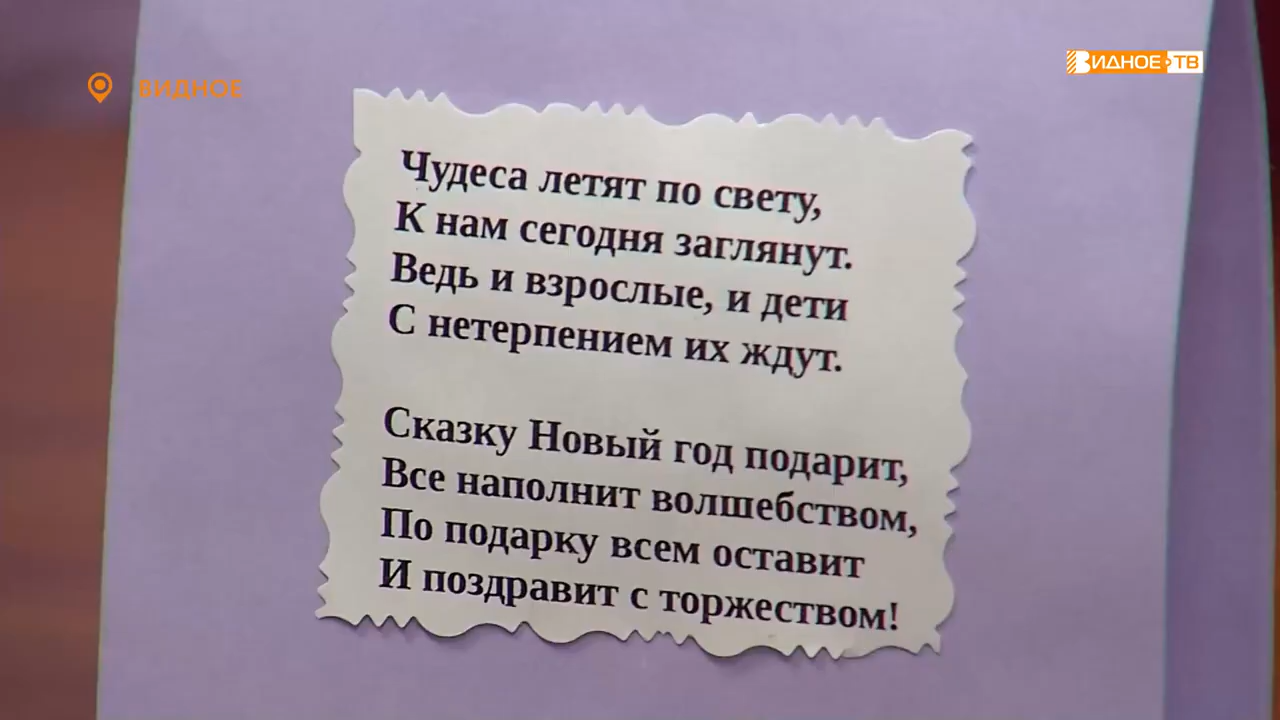 ВИДНОЕ
ВИДНОЕ ТВ
Чудеса летят по свету,
К нам сегодня заглянут.
Ведь и взрослые, и дети
С нетерпением их ждут.
Сказку Новый год подарит,
Все наполнит волшебством,
По подарку всем оставит
И поздравит с торжеством!